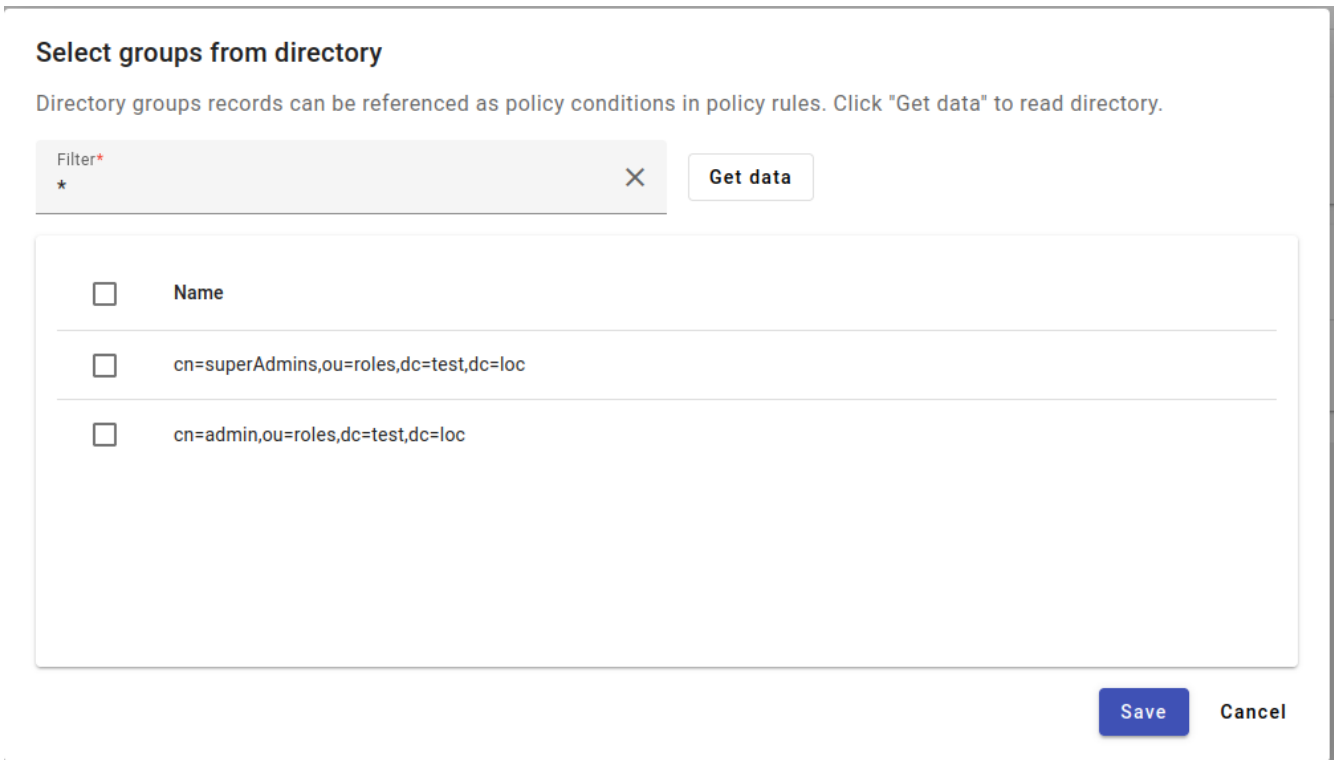 Select groups from directory
Directory groups records can be referenced as policy conditions in policy rules. Click "Get data" to read directory.
Filter*
*
Get data
Name
cn=superAdmins,ou=roles,dc=test,dc=loc
cn=admin,ou=roles,dc=test,dc=loc
Save
Cancel